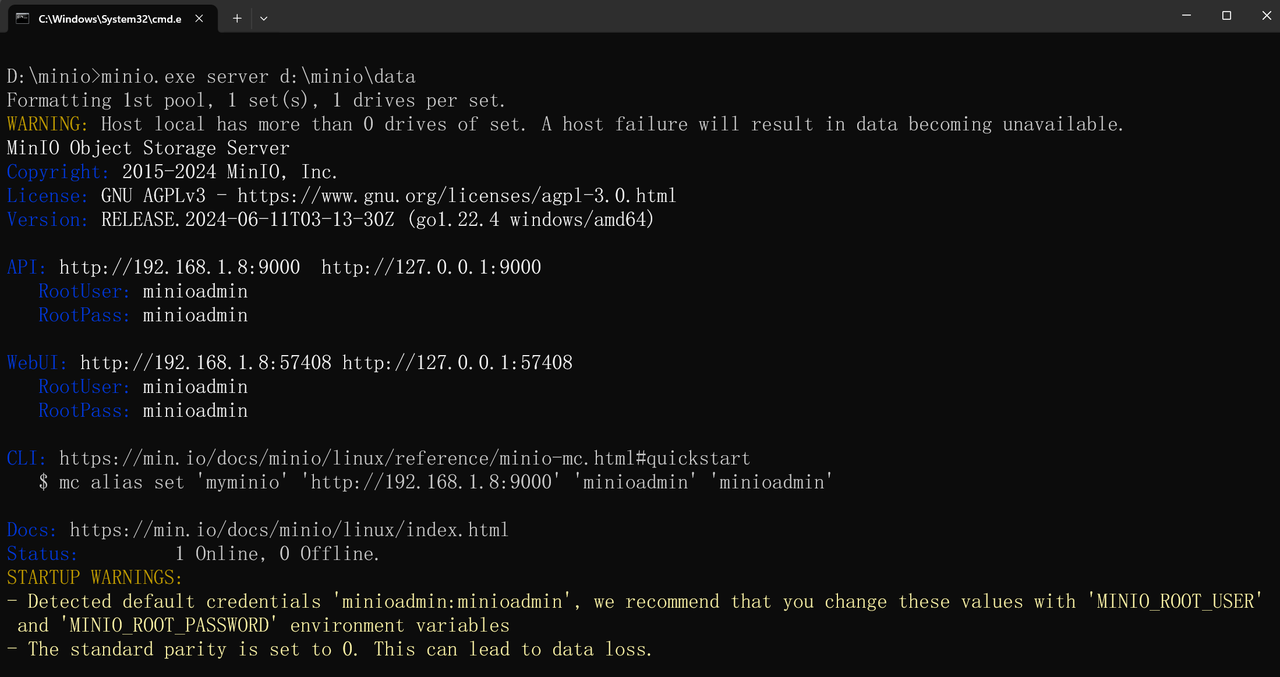 C:\Windows\System32\cmd.e
D:\minio>minio.exe server d:\minio\data
Formatting 1st pool, 1 set(s), 1 drives per set.
WARNING: Host local has more than 0 drives of set. A host failure will result in data becoming unavailable.
MinIO Object Storage Server
Copyright: 2015-2024 MinIO, Inc.
License: GNU AGPLv3 - https://www.gnu.org/licenses/agpl-3.0.html
Version: RELEASE.2024-06-11T03-13-30Z (go1.22.4 windows/amd64)
API: http://192.168.1.8:9000  http://127.0.0.1:9000
   RootUser: minioadmin
   RootPass: minioadmin
WebUI: http://192.168.1.8:57408 http://127.0.0.1:57408
   RootUser: minioadmin
   RootPass: minioadmin
CLI: https://min.io/docs/minio/linux/reference/minio-mc.html#quickstart
   $ mc alias set 'myminio' 'http://192.168.1.8:9000' 'minioadmin' 'minioadmin'
Docs: https://min.io/docs/minio/linux/index.html
Status:         1 Online, 0 Offline.
STARTUP WARNINGS:
- Detected default credentials 'minioadmin:minioadmin', we recommend that you change these values with 'MINIO_ROOT_USER'
 and 'MINIO_ROOT_PASSWORD' environment variables
- The standard parity is set to 0. This can lead to data loss.